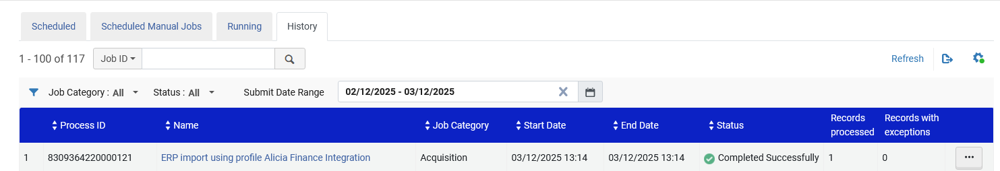 Scheduled Scheduled Manual Jobs Running History
1 - 100 of 117 Job ID Refresh
Job Category : All Status : All Submit Date Range 02/12/2025 - 03/12/2025
Process ID Name Job Category Start Date End Date Status Records processed Records with exceptions
1 8309364220000121 ERP import using profile Alicia Finance Integration Acquisition 03/12/2025 13:14 03/12/2025 13:14 Completed Successfully 1 0